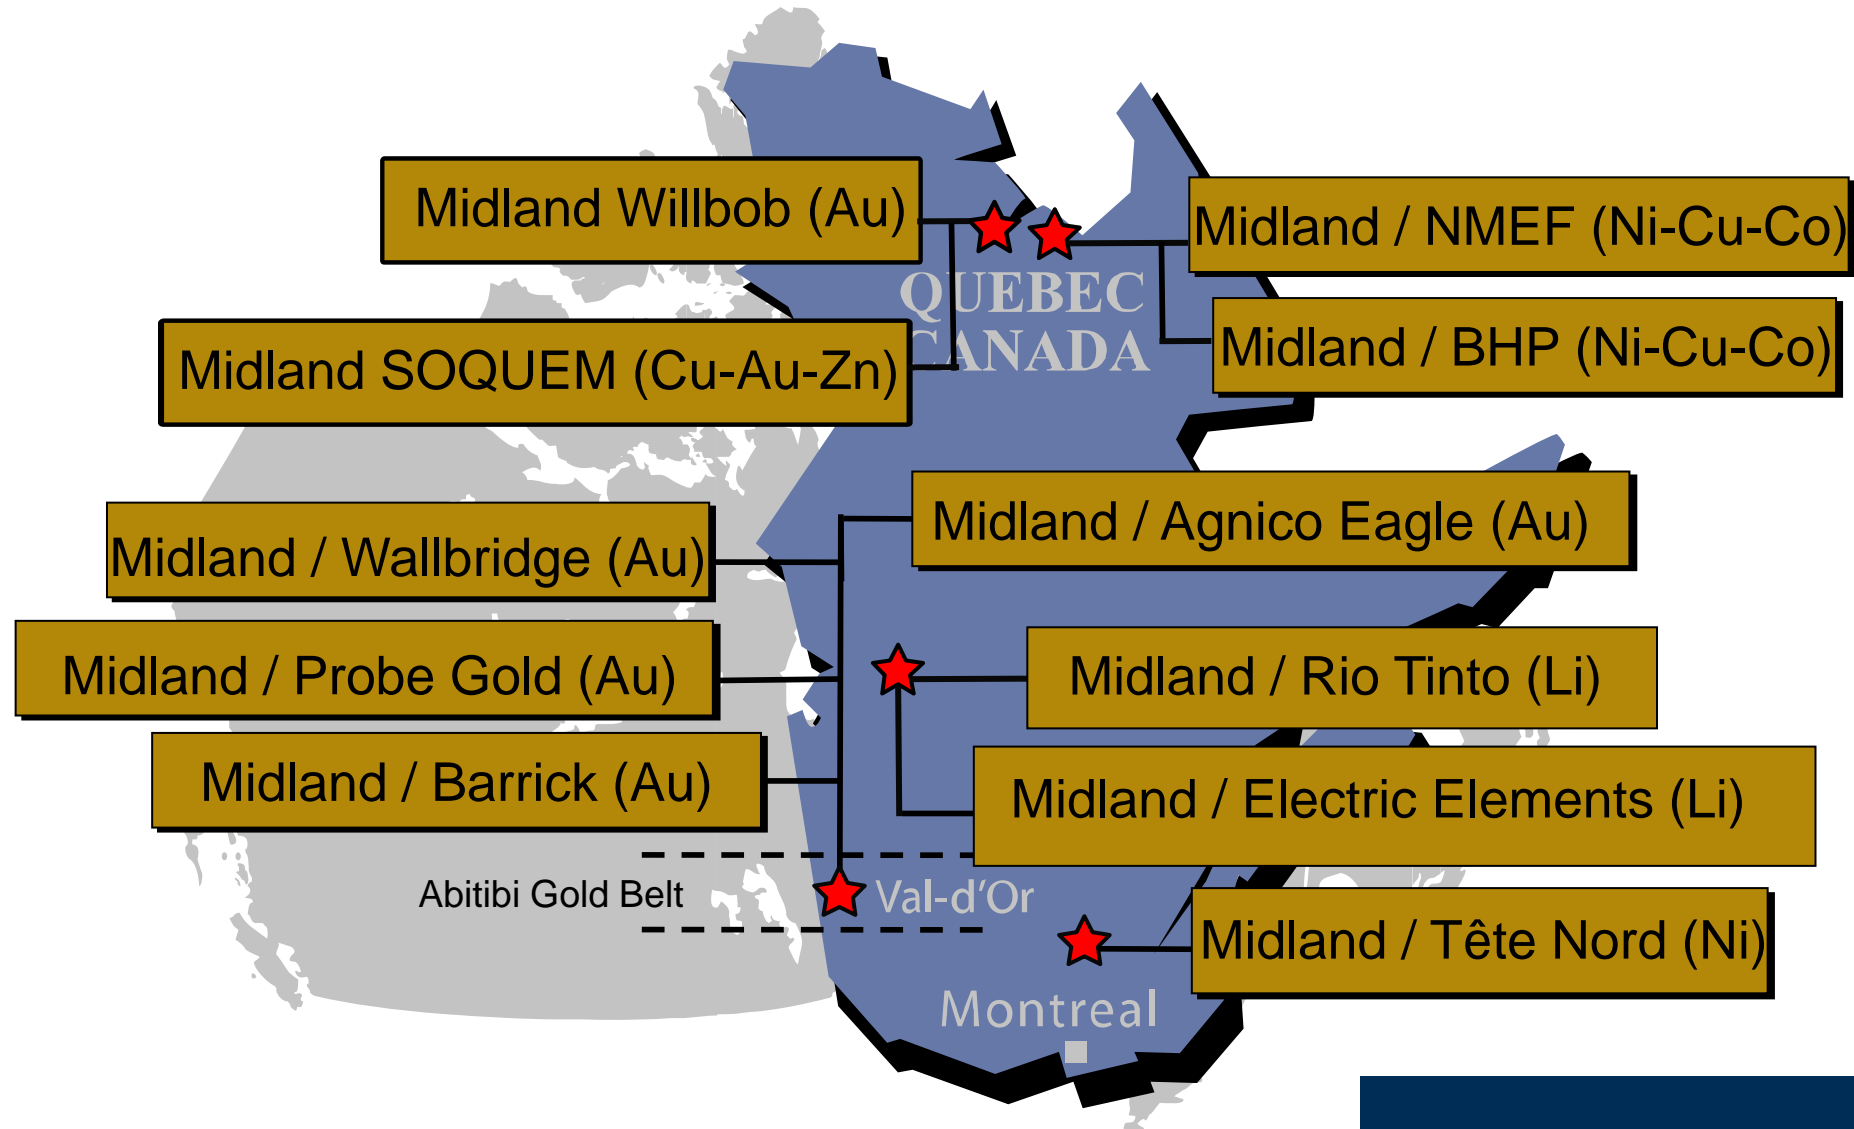 Midland Willbob (Au)
Midland / NMEF (Ni-Cu-Co)
QUEBEC
CANADA
Midland SOQUEM (Cu-Au-Zn)
Midland / BHP (Ni-Cu-Co)
Midland / Agnico Eagle (Au)
Midland / Wallbridge (Au)
Midland / Probe Gold (Au)
Midland / Rio Tinto (Li)
Midland / Barrick (Au)
Midland / Electric Elements (Li)
Abitibi Gold Belt
Val-d'Or
Midland / Tête Nord (Ni)
Montreal